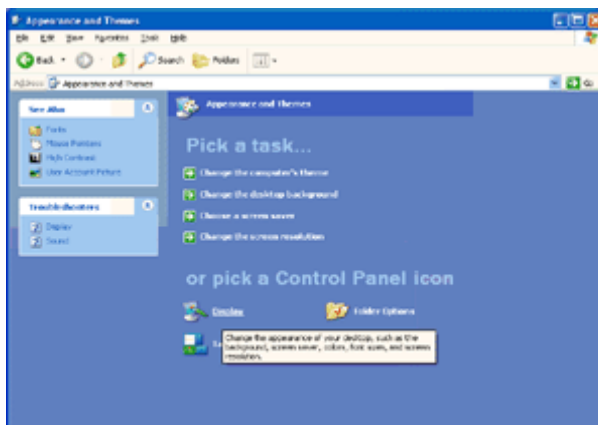 Appearance and Themes
File Edit View Favorites Tools Help
Back Search Folders
Address Appearance and Themes Go
See Also
Fonts
Mouse Pointers
High Contrast
User Account Picture
Troubleshooters
Display
Sound
Appearance and Themes
Pick a task...
Change the computer's theme
Change the desktop background
Choose a screen saver
Change the screen resolution
or pick a Control Panel icon
Display Folder Options
Change the appearance of your desktop, such as the
background, screen saver, colors, font sizes, and screen
resolution.